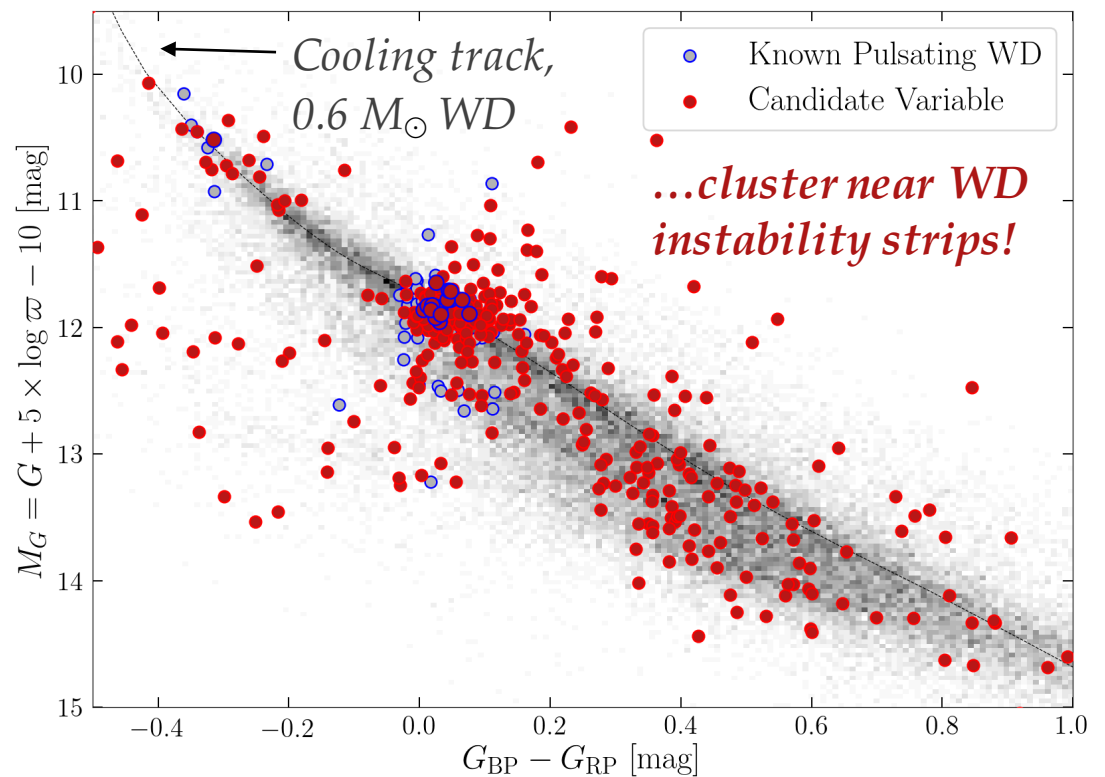 Cooling track,
0.6 M☉ WD
Known Pulsating WD
Candidate Variable
...cluster near WD
instability strips!
10
11
12
13
14
15
M_G = G + 5 × log ϖ − 10 [mag]
−0.4 −0.2 0.0 0.2 0.4 0.6 0.8 1.0
G_BP − G_RP [mag]